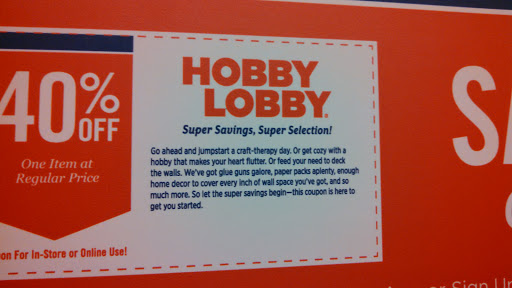 40% OFF
One Item at
Regular Price
on For In-Store or Online Use!
HOBBY
LOBBY
Super Savings, Super Selection!
Go ahead and jumpstart a craft-therapy day. Or get cozy with a
hobby that makes your heart flutter. Or feed your need to deck
the walls. We've got glue guns galore, paper packs aplenty, enough
home decor to cover every inch of wall space you've got, and so
much more. So let the super savings begin—this coupon is here to
get you started.
SA
or Sign Up